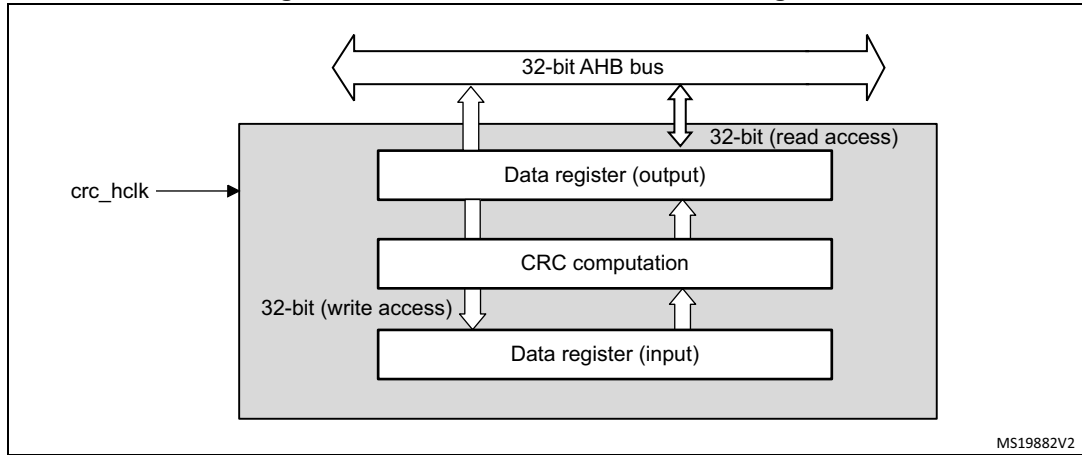 32-bit AHB bus
32-bit (read access)
Data register (output)
crc_hclk
CRC computation
32-bit (write access)
Data register (input)
MS19882V2